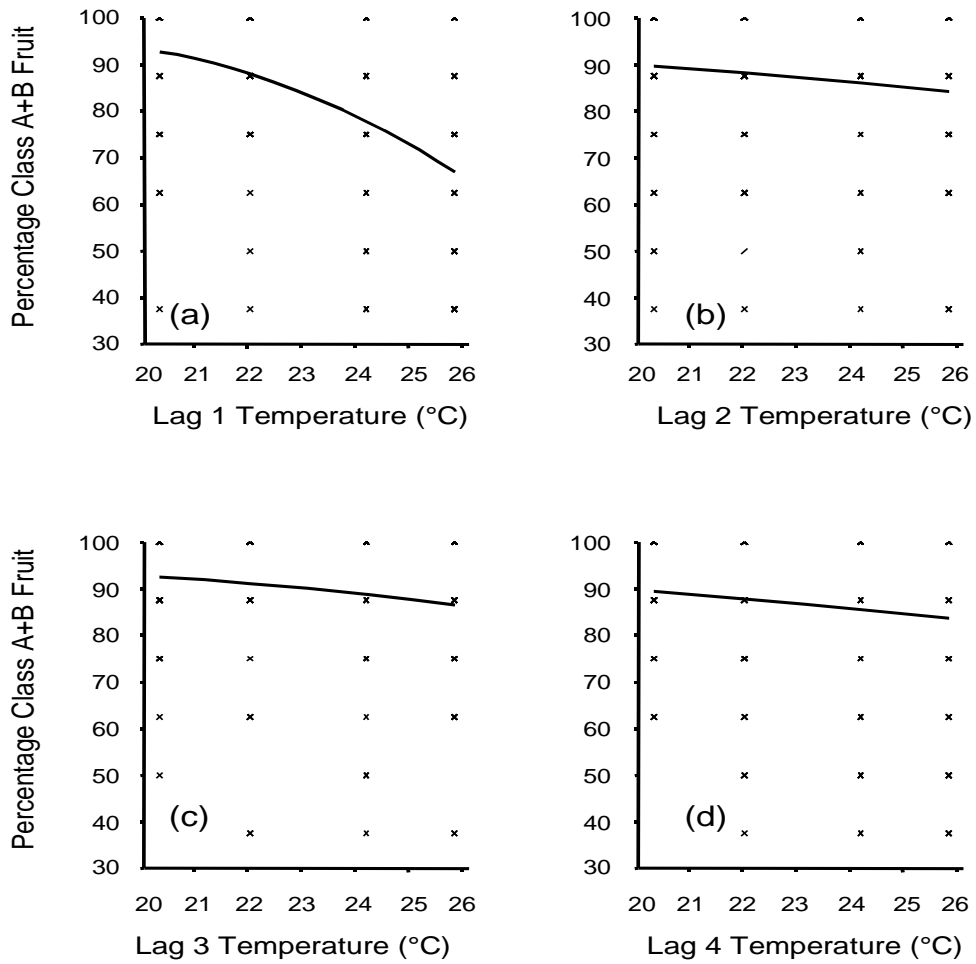 Percentage Class A+B Fruit
100
90
80
70
60
50
40
30
(a)
20 21 22 23 24 25 26
Lag 1 Temperature (°C)
100
90
80
70
60
50
40
30
(b)
20 21 22 23 24 25 26
Lag 2 Temperature (°C)
Percentage Class A+B Fruit
100
90
80
70
60
50
40
30
(c)
20 21 22 23 24 25 26
Lag 3 Temperature (°C)
100
90
80
70
60
50
40
30
(d)
20 21 22 23 24 25 26
Lag 4 Temperature (°C)